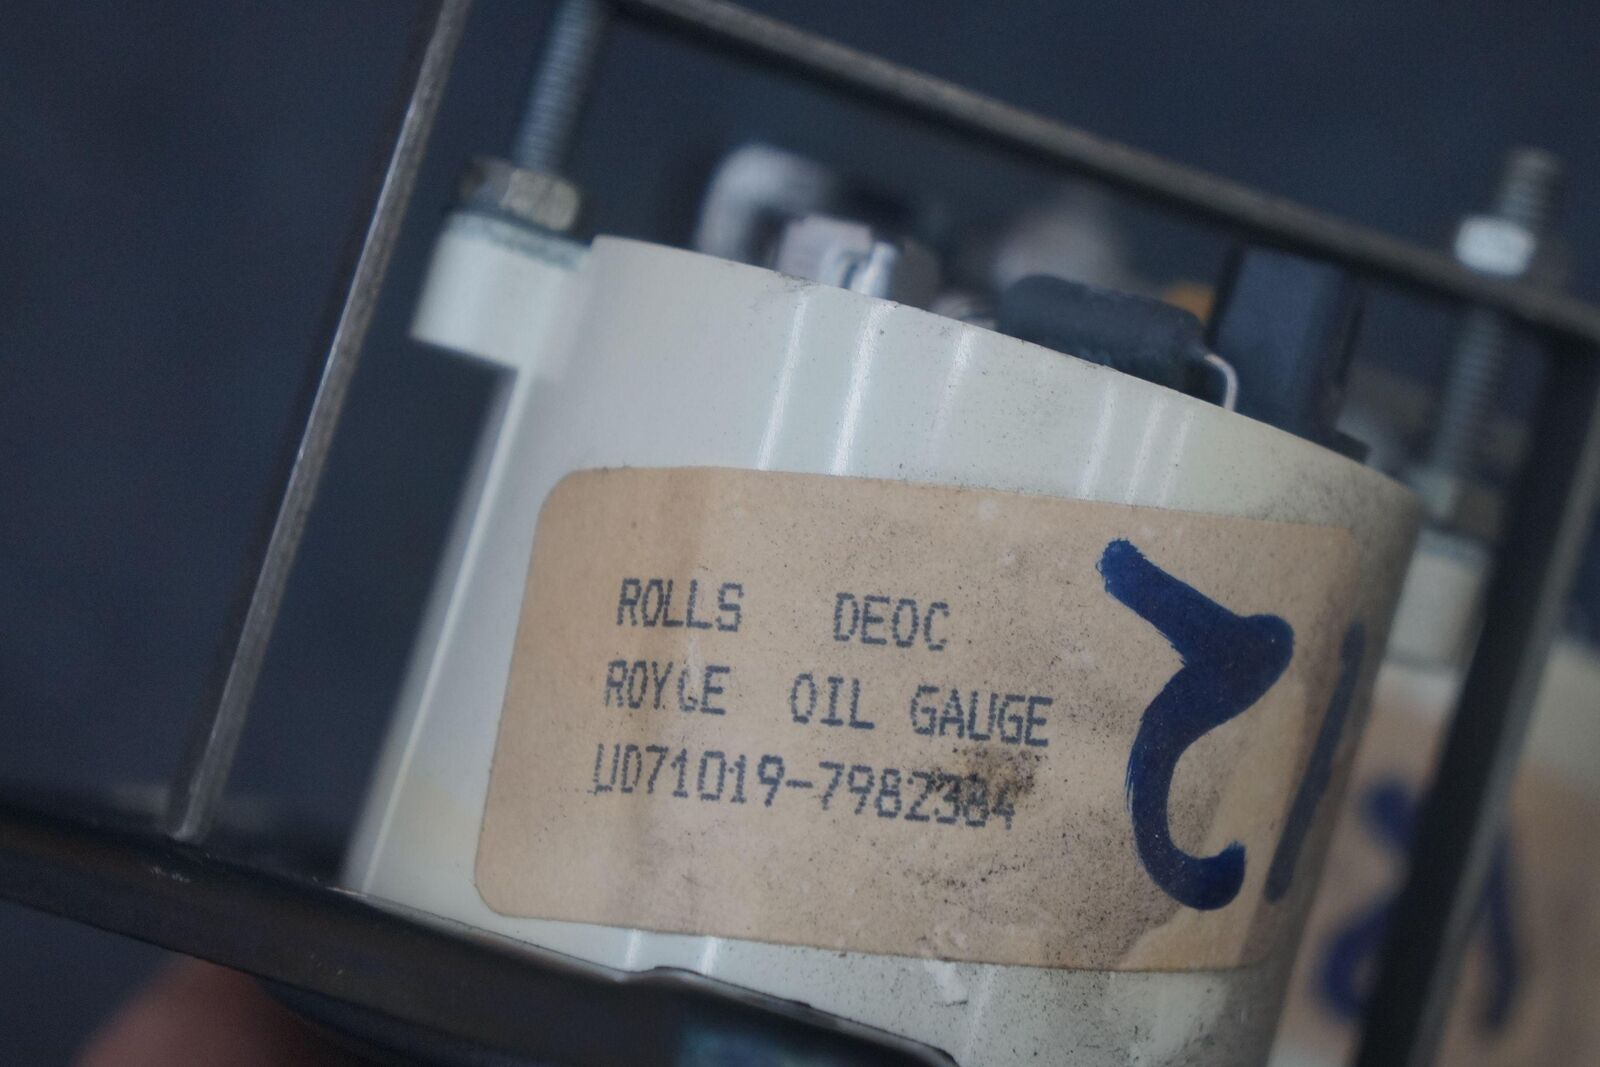 ROLLS DEOC
ROYCE OIL GAUGE
UD71019-7982384